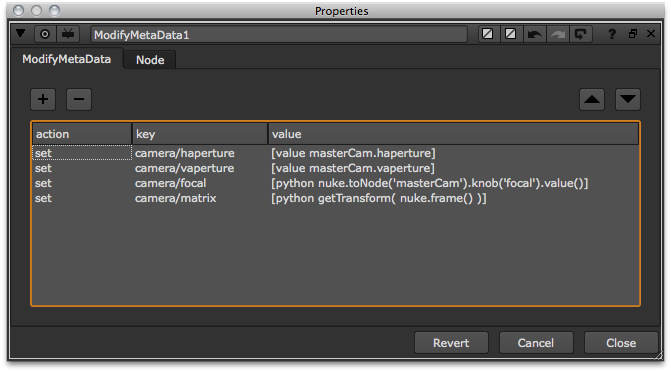 Properties
ModifyMetaData1
ModifyMetaData Node
action key value
set camera/haperture [value masterCam.haperture]
set camera/vaperture [value masterCam.vaperture]
set camera/focal [python nuke.toNode('masterCam').knob('focal').value()]
set camera/matrix [python getTransform( nuke.frame() )]
Revert Cancel Close